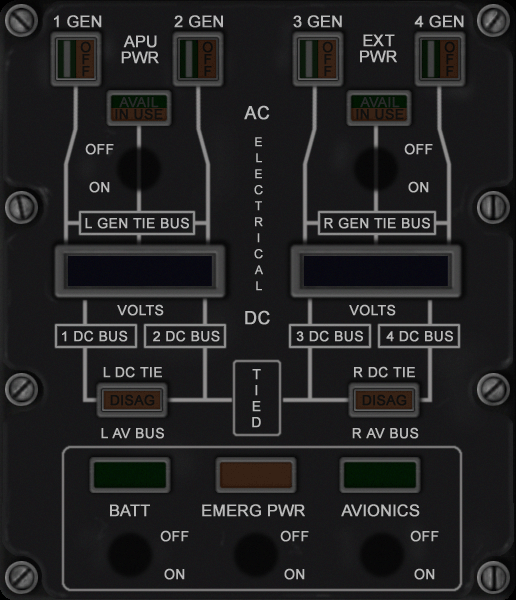 1 GEN
2 GEN
3 GEN
4 GEN
OFF
APU
PWR
OFF
OFF
EXT
PWR
OFF
AVAIL
IN USE
AVAIL
IN USE
AC
OFF
OFF
ON
ON
ELECTRICAL
L GEN TIE BUS
R GEN TIE BUS
VOLTS
DC
VOLTS
1 DC BUS
2 DC BUS
3 DC BUS
4 DC BUS
L DC TIE
TIED
R DC TIE
DISAG
DISAG
L AV BUS
R AV BUS
BATT
EMERG PWR
AVIONICS
OFF
OFF
OFF
ON
ON
ON